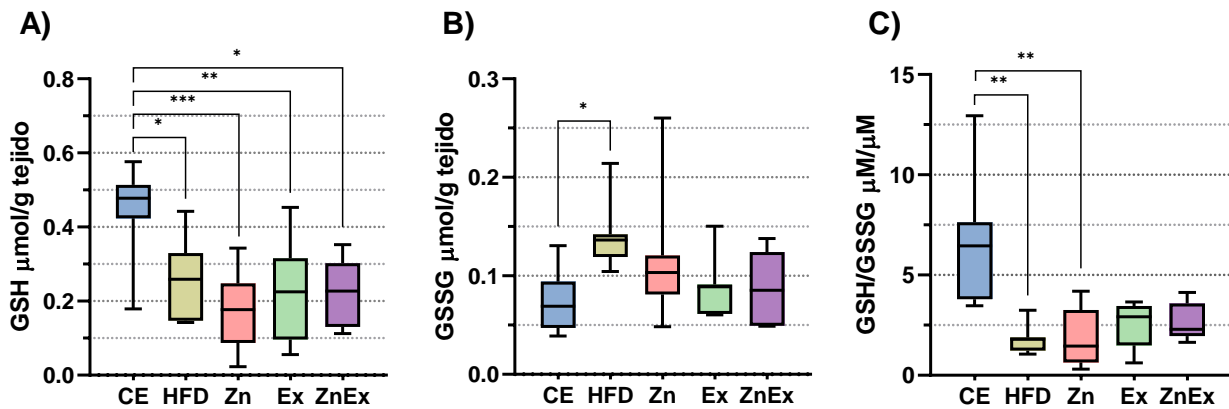 A)
GSH μmol/g tejido
0.8
0.6
0.4
0.2
0.0
*
**
***
*
CE HFD Zn Ex ZnEx
B)
GSSG μmol/g tejido
0.3
0.2
0.1
0.0
*
CE HFD Zn Ex ZnEx
C)
GSH/GSSG μM/μM
15
10
5
0
**
**
CE HFD Zn Ex ZnEx